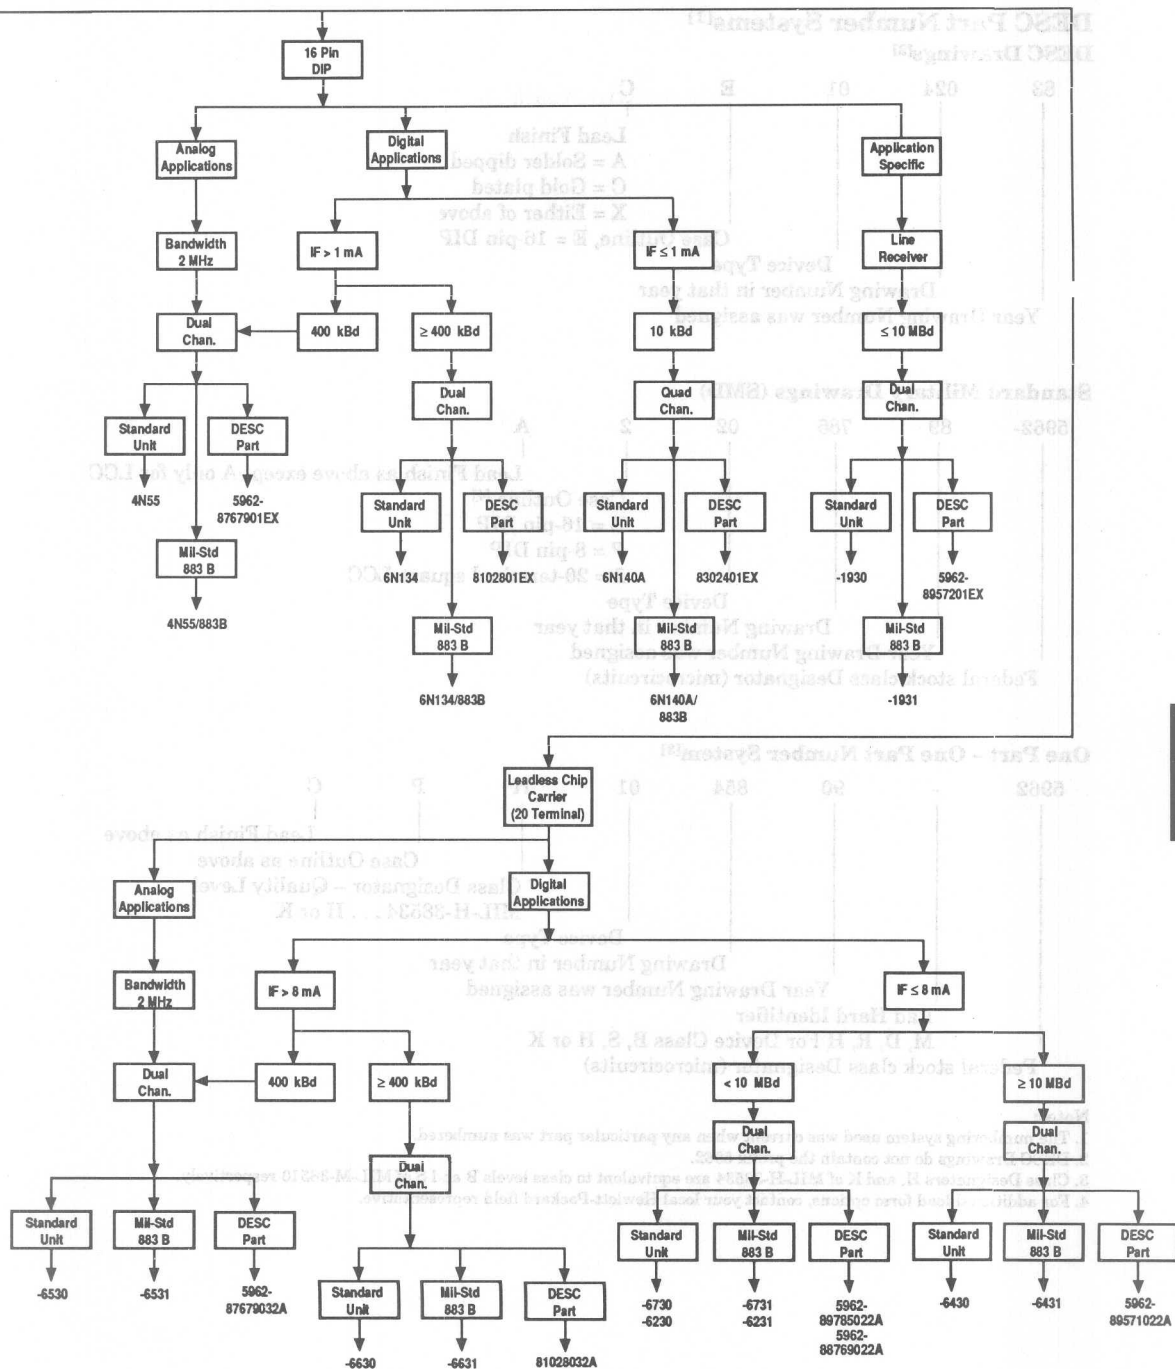 16 Pin
DIP
Analog
Applications
Digital
Applications
Application
Specific
Bandwidth
2 MHz
IF > 1 mA
IF ≤ 1 mA
Line
Receiver
Dual
Chan.
400 kBd
≥ 400 kBd
10 kBd
≤ 10 MBd
Dual
Chan.
Quad
Chan.
Dual
Chan.
Standard
Unit
DESC
Part
4N55
5962-
8767901EX
Standard
Unit
DESC
Part
Standard
Unit
DESC
Part
Standard
Unit
DESC
Part
Mil-Std
883 B
6N134
8102801EX
6N140A
8302401EX
-1930
5962-
8957201EX
4N55/883B
Mil-Std
883 B
Mil-Std
883 B
Mil-Std
883 B
6N134/883B
6N140A/
883B
-1931
Leadless Chip
Carrier
(20 Terminal)
Analog
Applications
Digital
Applications
Bandwidth
2 MHz
IF > 8 mA
IF ≤ 8 mA
Dual
Chan.
400 kBd
≥ 400 kBd
< 10 MBd
≥ 10 MBd
Dual
Chan.
Dual
Chan.
Dual
Chan.
Standard
Unit
Mil-Std
883 B
DESC
Part
Standard
Unit
Mil-Std
883 B
DESC
Part
Standard
Unit
Mil-Std
883 B
DESC
Part
-6530
-6531
5962-
87679032A
Standard
Unit
Mil-Std
883 B
DESC
Part
-6730
-6230
-6731
-6231
5962-
89785022A
5962-
88769022A
-6430
-6431
5962-
89571022A
-6630
-6631
81028032A